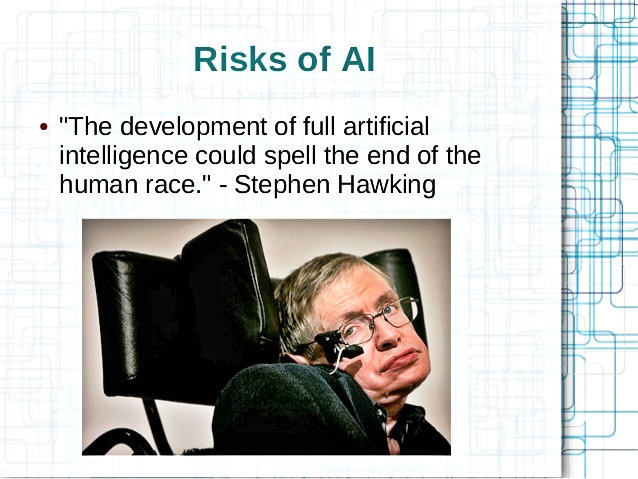 Risks of AI
• "The development of full artificial
intelligence could spell the end of the
human race." - Stephen Hawking